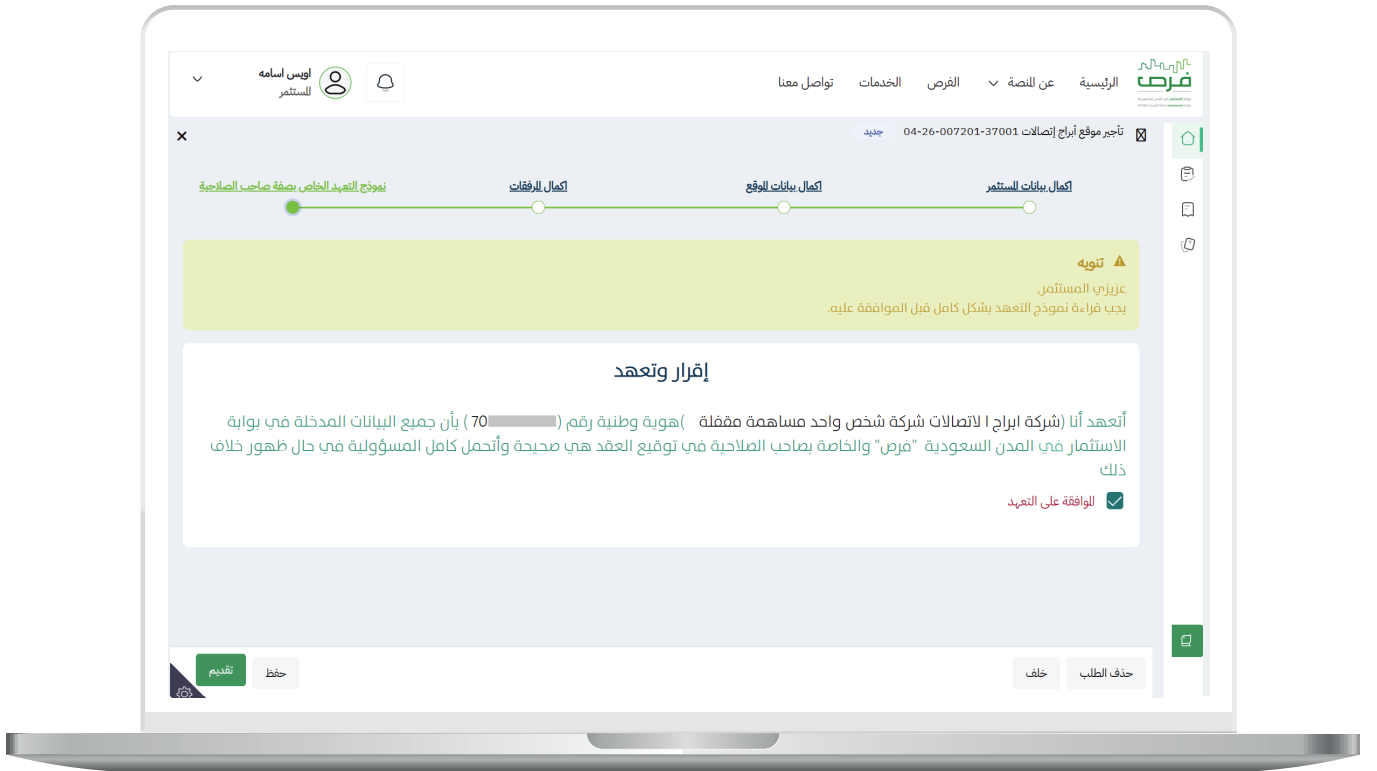 فرص
الرئيسية
عن المنصة
الفرص
الخدمات
تواصل معنا
اويس اسامه
المستثمر
تأجير موقع أبراج إتصالات 37001-007201-26-04
جديد
اكمال بيانات المستثمر
اكمال بيانات الموقع
اكمال المرفقات
نموذج التعهد الخاص بصفة صاحب الصلاحية
تنويه
عزيزي المستثمر,
يجب قراءة نموذج التعهد بشكل كامل قبل الموافقة عليه.
إقرار وتعهد
أتعهد أنا (شركة ابراج ا لاتصالات شركة شخص واحد مساهمة مقفلة )هوية وطنية رقم (70) بأن جميع البيانات المدخلة في بوابة
الاستثمار في المدن السعودية "فرص" والخاصة بصاحب الصلاحية في توقيع العقد هي صحيحة وأتحمل كامل المسؤولية في حال ظهور خلاف
ذلك
الموافقة على التعهد
حذف الطلب
خلف
حفظ
تقديم